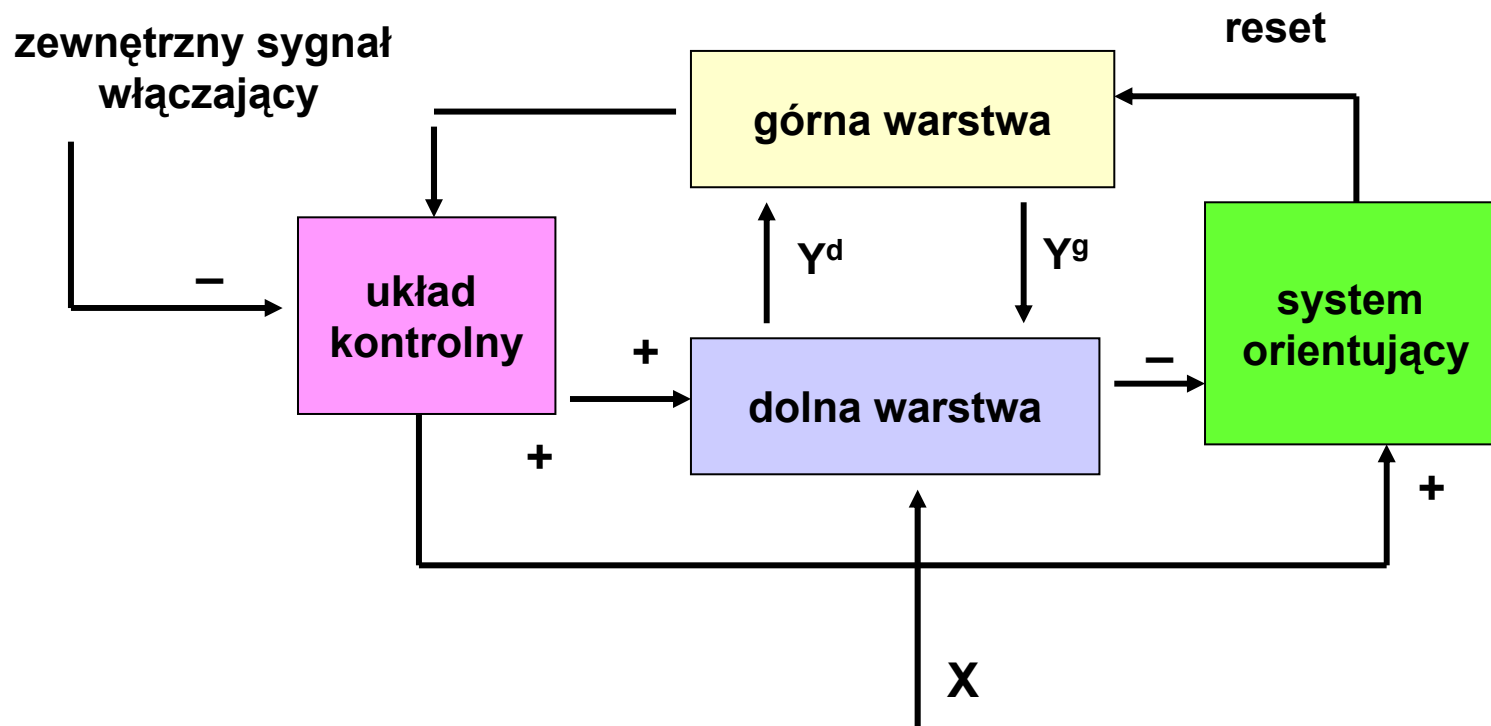 zewnętrzny sygnał
włączający
reset
górna warstwa
–
układ
kontrolny
Yᵈ
Yᵍ
system
orientujący
+
–
dolna warstwa
+
+
X